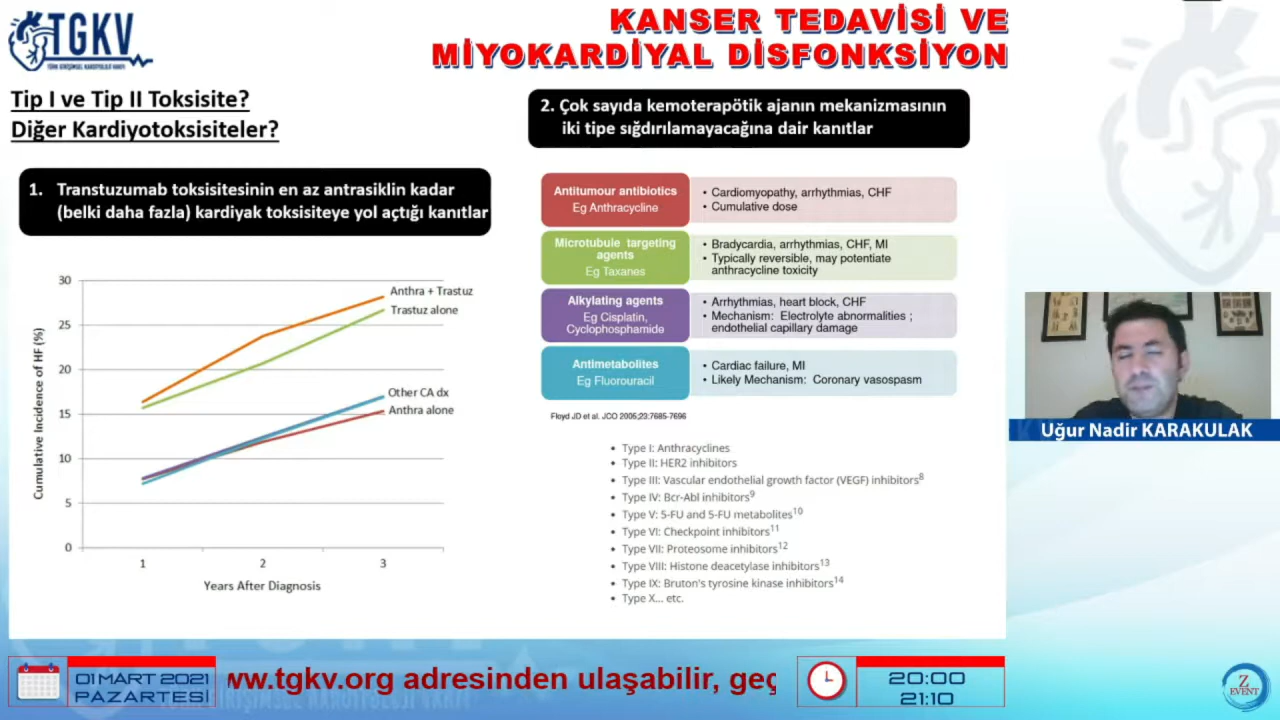 TGKV
TÜRK GİRİŞİMSEL KARDİYOLOJİ VAKFI
KANSER TEDAVİSİ VE
MİYOKARDİYAL DİSFONKSİYON
Tip I ve Tip II Toksisite?
Diğer Kardiyotoksisiteler?
1. Transtuzumab toksisitesinin en az antrasiklin kadar
(belki daha fazla) kardiyak toksisiteye yol açtığı kanıtlar
30
25
20
15
10
5
0
Cumulative Incidence of HF (%)
Anthra + Trastuz
Trastuz alone
Other CA dx
Anthra alone
1 2 3
Years After Diagnosis
2. Çok sayıda kemoterapötik ajanın mekanizmasının
iki tipe sığdırılamayacağına dair kanıtlar
Antitumour antibiotics
Eg Anthracycline
• Cardiomyopathy, arrhythmias, CHF
• Cumulative dose
Microtubule targeting
agents
Eg Taxanes
• Bradycardia, arrhythmias, CHF, MI
• Typically reversible, may potentiate
anthracycline toxicity
Alkylating agents
Eg Cisplatin,
Cyclophosphamide
• Arrhythmias, heart block, CHF
• Mechanism: Electrolyte abnormalities ;
endothelial capillary damage
Antimetabolites
Eg Fluorouracil
• Cardiac failure, MI
• Likely Mechanism: Coronary vasospasm
Floyd JD et al. JCO 2005;23:7685-7696
• Type I: Anthracyclines
• Type II: HER2 inhibitors
• Type III: Vascular endothelial growth factor (VEGF) inhibitors8
• Type IV: Bcr-Abl inhibitors9
• Type V: 5-FU and 5-FU metabolites10
• Type VI: Checkpoint inhibitors11
• Type VII: Proteosome inhibitors12
• Type VIII: Histone deacetylase inhibitors13
• Type IX: Bruton's tyrosine kinase inhibitors14
• Type X... etc.
Uğur Nadir KARAKULAK
01 MART 2021
PAZARTESİ
ww.tgkv.org adresinden ulaşabilir, geç
20:00
21:10
Z
EVENT